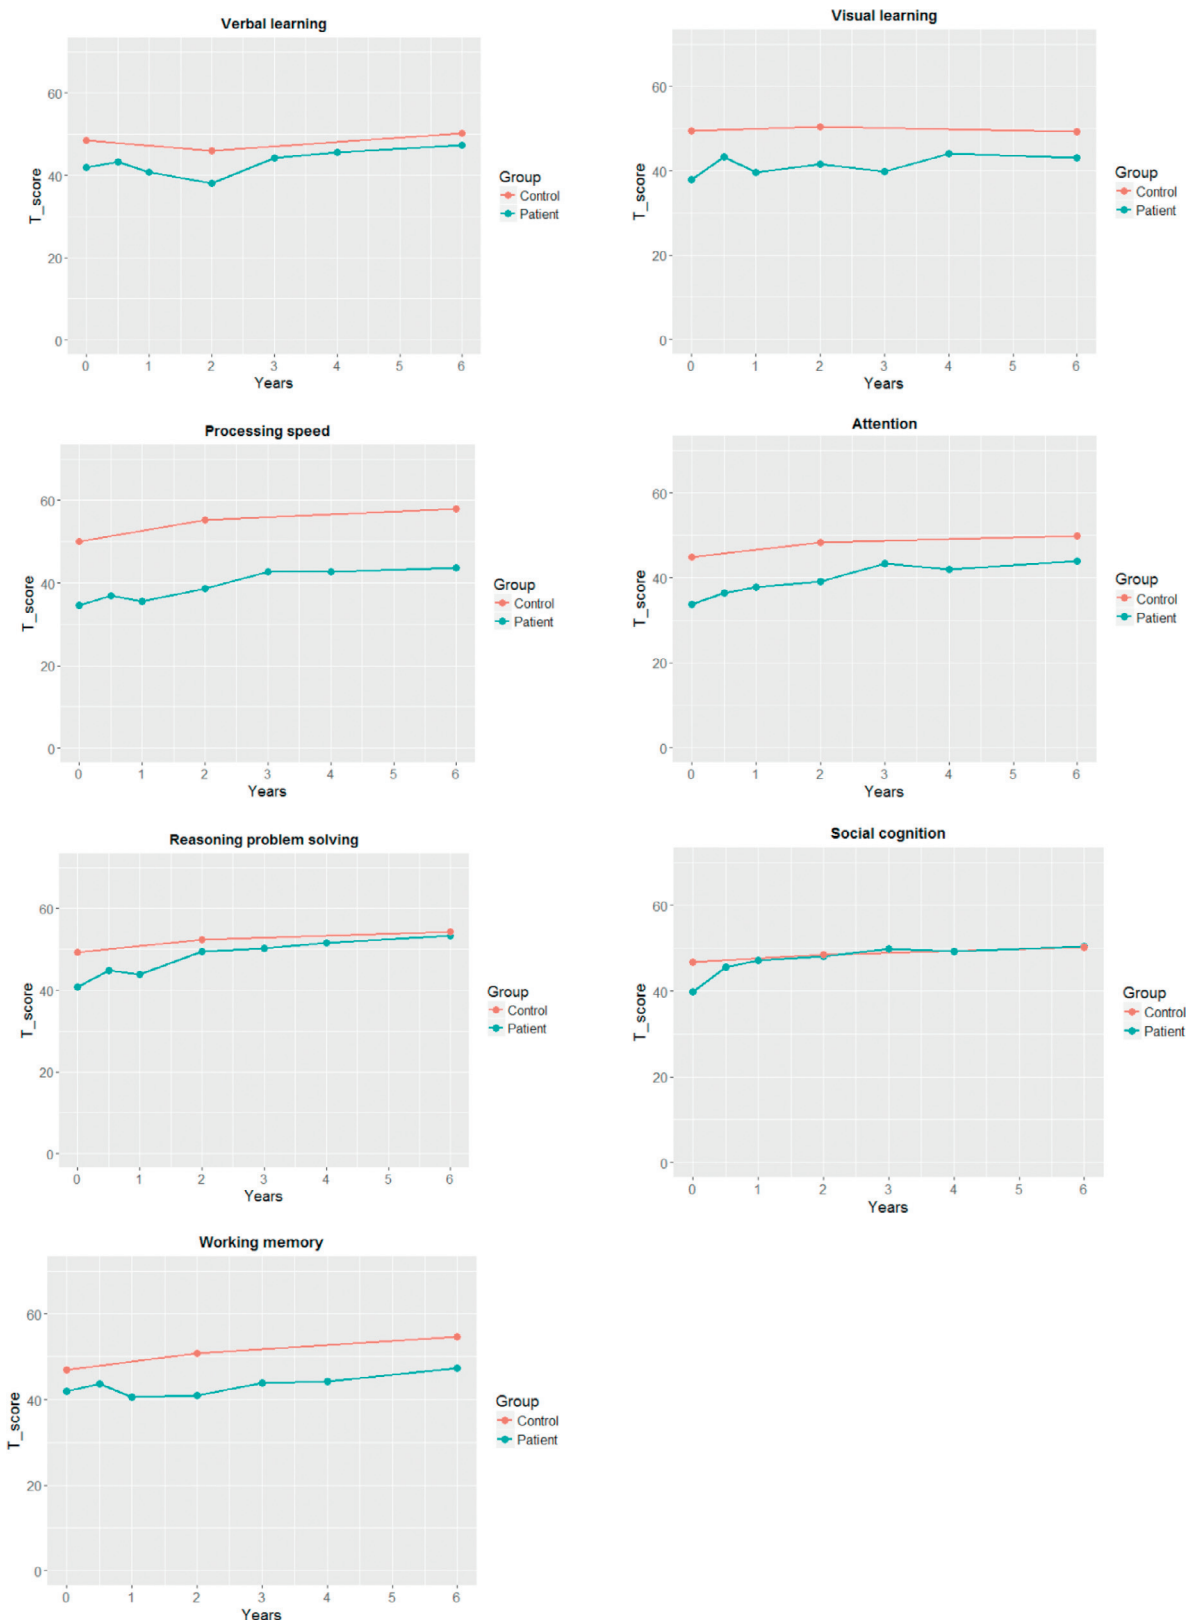 Verbal learning
60
40
20
0
T_score
0 1 2 3 4 5 6
Years
Group
Control
Patient
Visual learning
60
40
20
0
T_score
0 1 2 3 4 5 6
Years
Group
Control
Patient
Processing speed
60
40
20
0
T_score
0 1 2 3 4 5 6
Years
Group
Control
Patient
Attention
60
40
20
0
T_score
0 1 2 3 4 5 6
Years
Group
Control
Patient
Reasoning problem solving
60
40
20
0
T_score
0 1 2 3 4 5 6
Years
Group
Control
Patient
Social cognition
60
40
20
0
T_score
0 1 2 3 4 5 6
Years
Group
Control
Patient
Working memory
60
40
20
0
T_score
0 1 2 3 4 5 6
Years
Group
Control
Patient